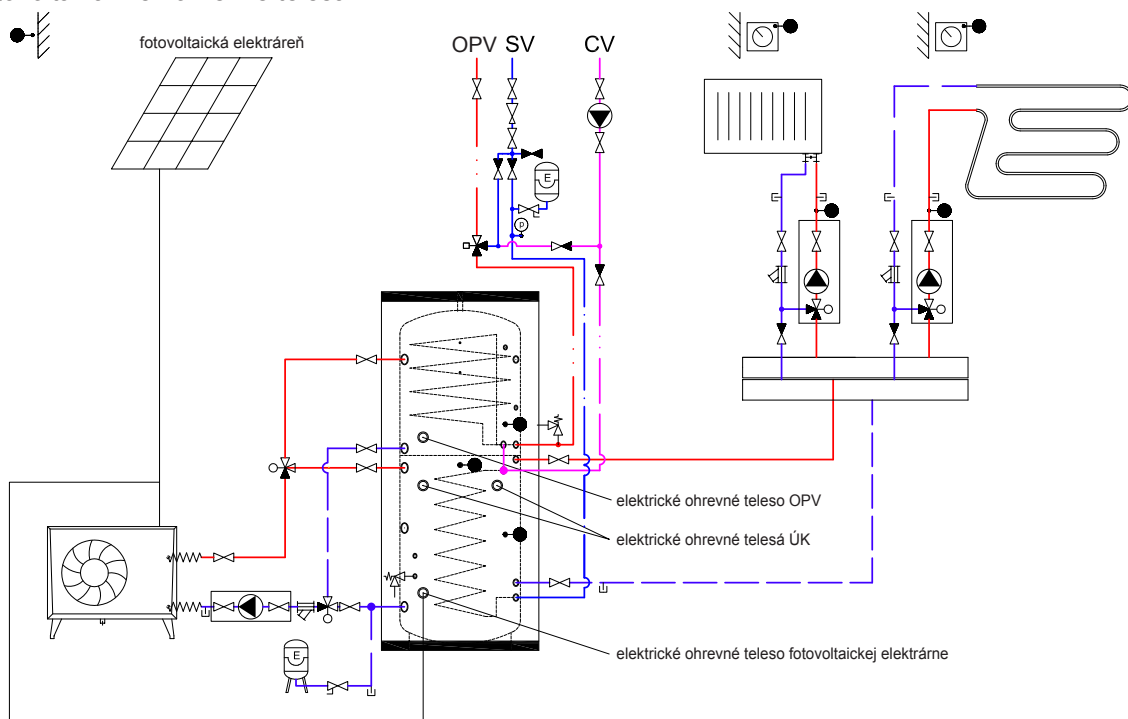 OPV SV CV
fotovoltaická elektráreň
E
p
elektrické ohrevné teleso OPV
elektrické ohrevné telesá ÚK
elektrické ohrevné teleso fotovoltaickej elektrárne
E